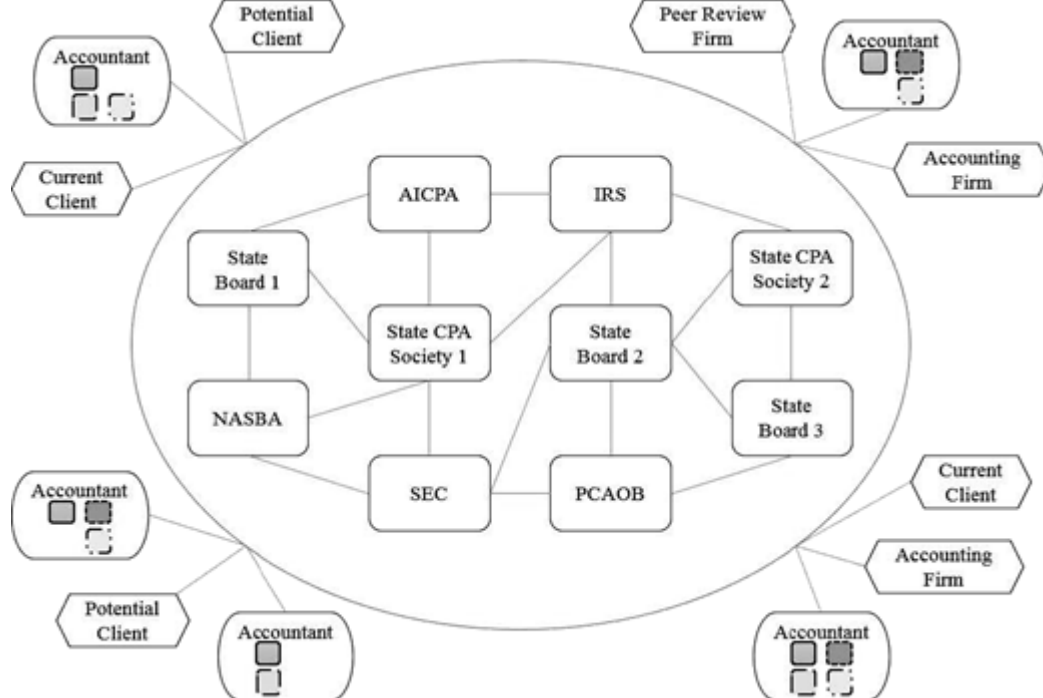 Potential
Client
Peer Review
Firm
Accountant
Accountant
Current
Client
Accounting
Firm
AICPA
IRS
State
Board 1
State CPA
Society 2
State CPA
Society 1
State
Board 2
NASBA
State
Board 3
SEC
PCAOB
Current
Client
Accountant
Accounting
Firm
Potential
Client
Accountant
Accountant